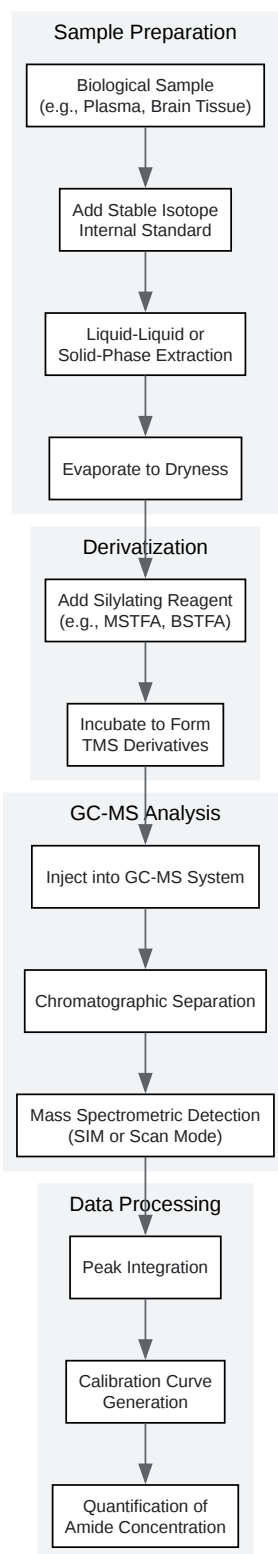 Sample Preparation
Biological Sample
(e.g., Plasma, Brain Tissue)
Add Stable Isotope
Internal Standard
Liquid-Liquid or
Solid-Phase Extraction
Evaporate to Dryness
Derivatization
Add Silylating Reagent
(e.g., MSTFA, BSTFA)
Incubate to Form
TMS Derivatives
GC-MS Analysis
Inject into GC-MS System
Chromatographic Separation
Mass Spectrometric Detection
(SIM or Scan Mode)
Data Processing
Peak Integration
Calibration Curve
Generation
Quantification of
Amide Concentration